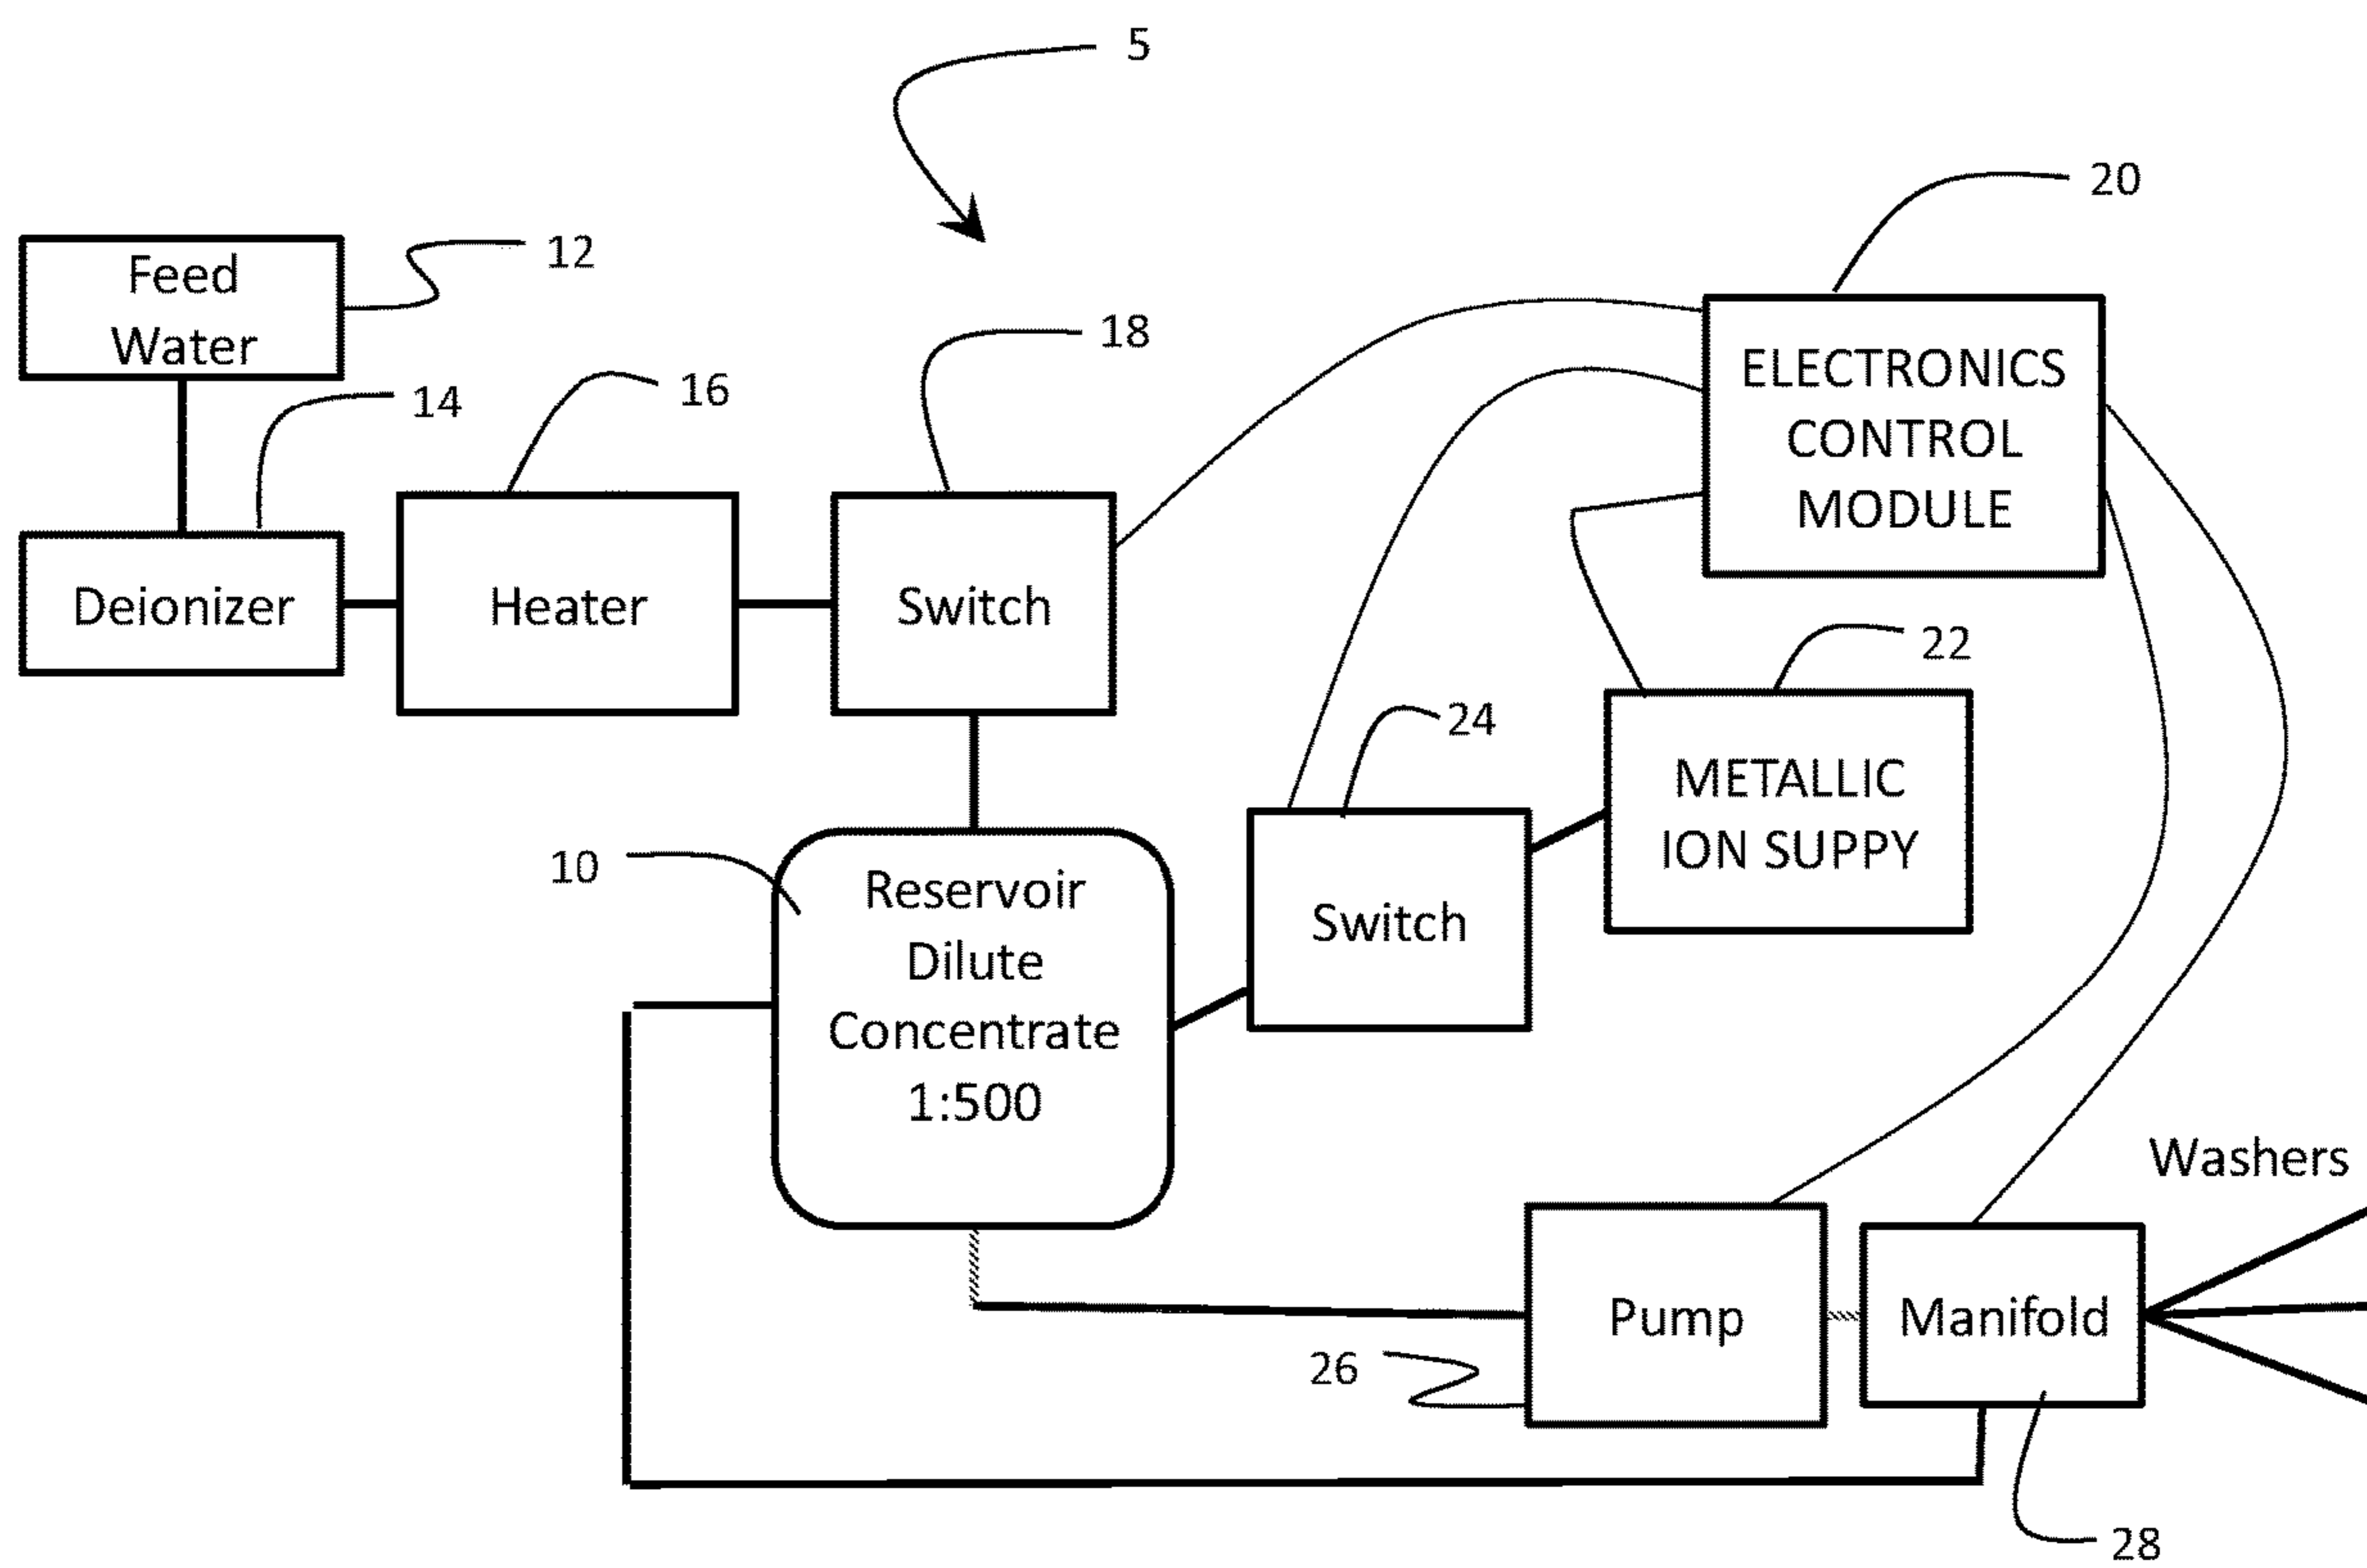 5
20
12
Feed
Water
18
16
14
ELECTRONICS
CONTROL
MODULE
Deionizer
Heater
Switch
22
24
METALLIC
ION SUPPY
10
Reservoir
Dilute
Concentrate
1:500
Switch
Washers
Pump
Manifold
26
28